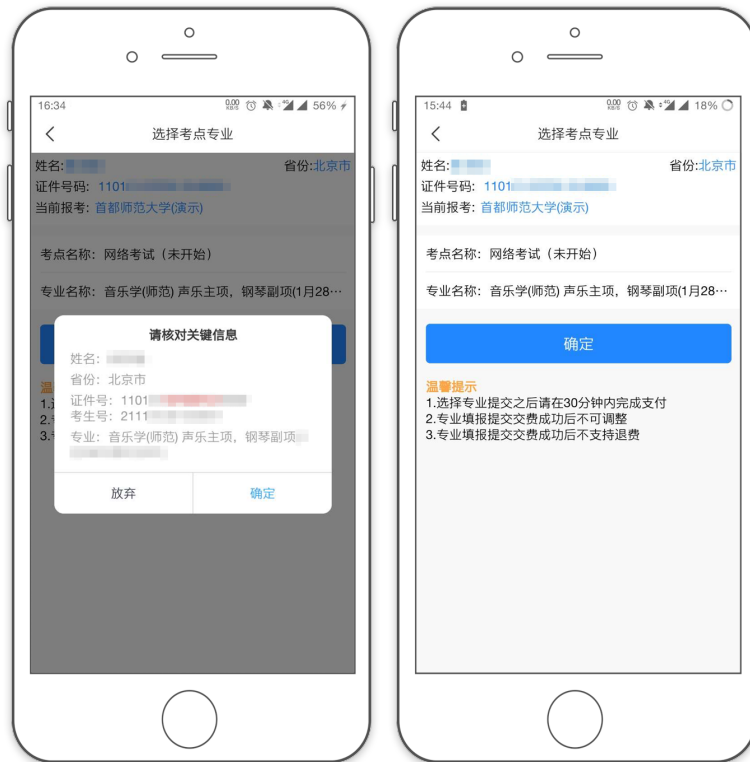 16:34
0.00 KB/S
4G
56%
选择考点专业
姓名:
省份:北京市
证件号码: 1101
当前报考: 首都师范大学(演示)
考点名称: 网络考试（未开始）
专业名称: 音乐学(师范) 声乐主项，钢琴副项(1月28…
请核对关键信息
姓名:
省份: 北京市
证件号: 1101
考生号: 2111
专业: 音乐学(师范) 声乐主项，钢琴副项
放弃
确定
温
1.
2.
3.
15:44
0.00 KB/S
4G
18%
选择考点专业
姓名:
省份:北京市
证件号码: 1101
当前报考: 首都师范大学(演示)
考点名称: 网络考试（未开始）
专业名称: 音乐学(师范) 声乐主项，钢琴副项(1月28…
确定
温馨提示
1.选择专业提交之后请在30分钟内完成支付
2.专业填报提交交费成功后不可调整
3.专业填报提交交费成功后不支持退费